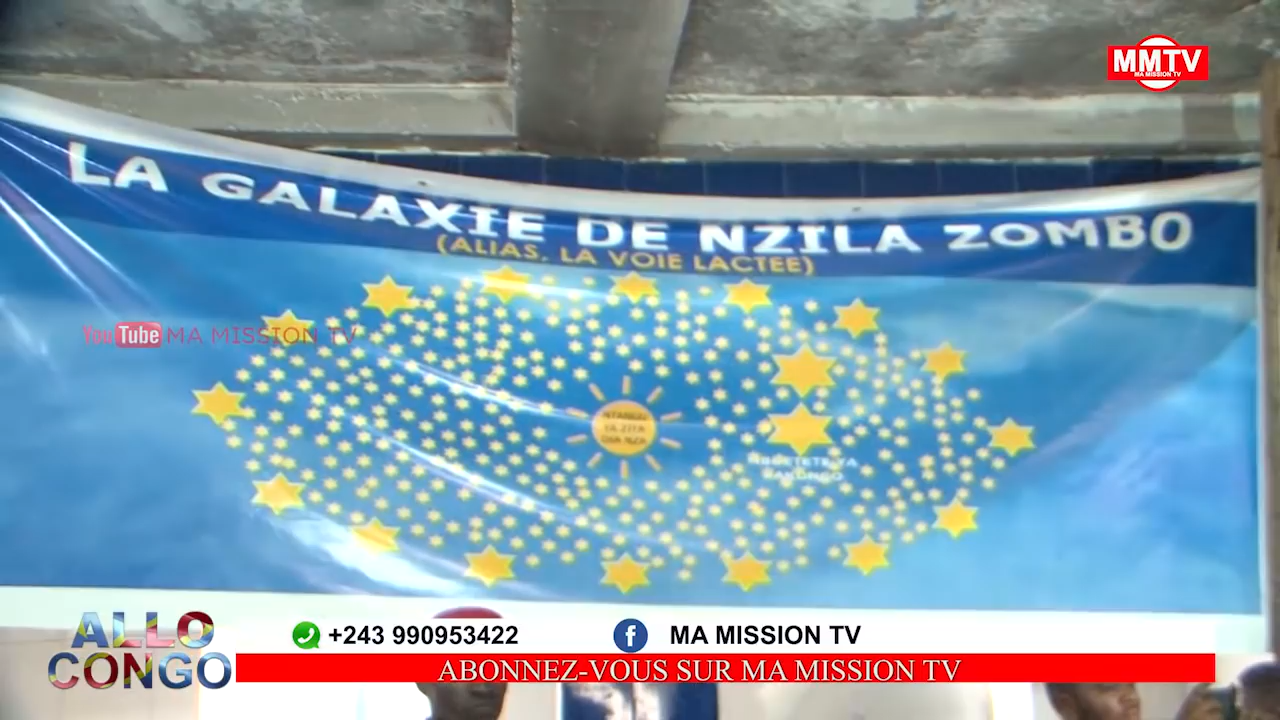 MMTV
MA MISSION TV
LA GALAXIE DE NZILA ZOMBO
(ALIAS. LA VOIE LACTEE)
YouTube MA MISSION TV
ALLO
CONGO
+243 990953422
MA MISSION TV
ABONNEZ-VOUS SUR MA MISSION TV